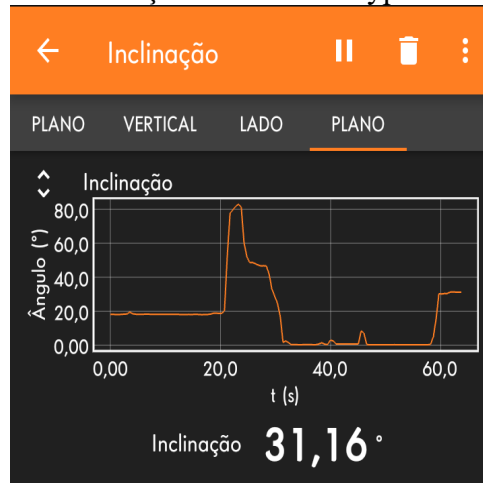 Inclinação
PLANO VERTICAL LADO PLANO
Inclinação
Ângulo (°)
80,0
60,0
40,0
20,0
0,00
0,00 20,0 40,0 60,0
t (s)
Inclinação 31,16 °